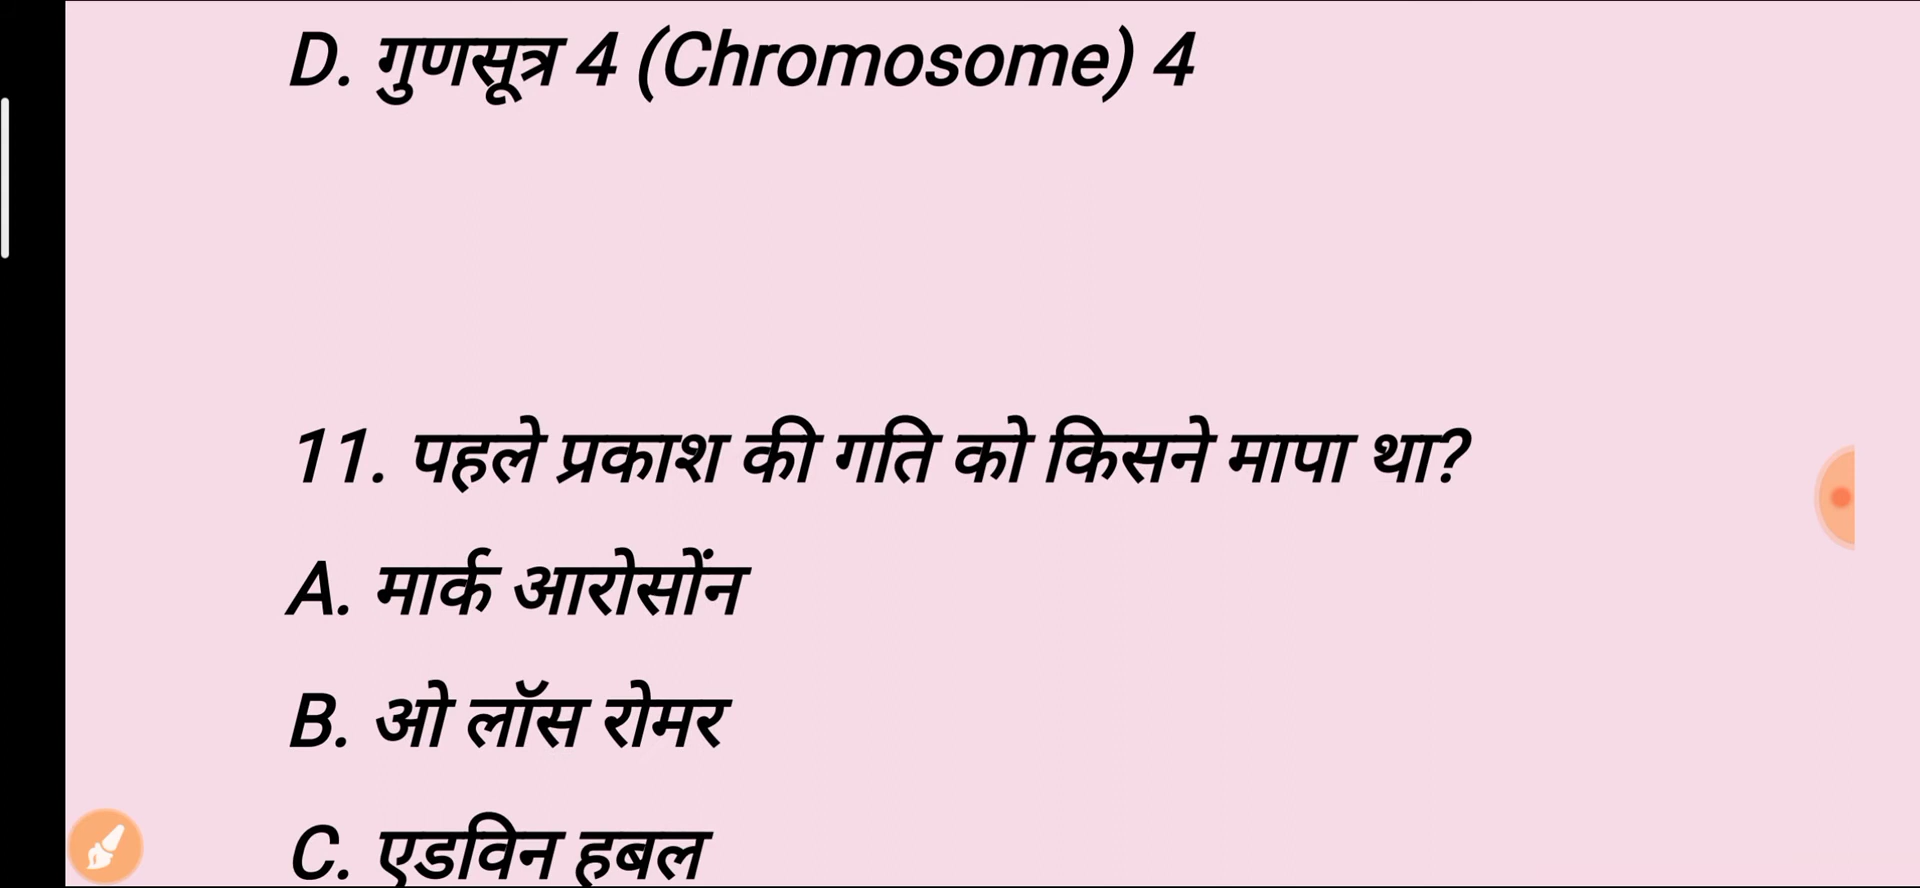 D. गुणसूत्र 4 (Chromosome) 4
11. पहले प्रकाश की गति को किसने मापा था?
A. मार्क आरोसोंन
B. ओ लॉस रोमर
C. एडविन हबल